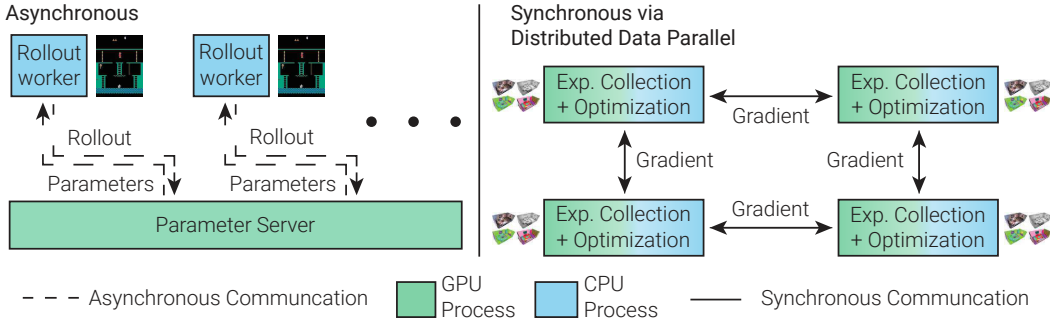 Asynchronous
Rollout
worker
Rollout
worker
Rollout
Parameters
Rollout
Parameters
Parameter Server
Synchronous via
Distributed Data Parallel
Exp. Collection
+ Optimization
Gradient
Exp. Collection
+ Optimization
Gradient
Gradient
Exp. Collection
+ Optimization
Gradient
Exp. Collection
+ Optimization
Asynchronous Communcation
GPU
Process
CPU
Process
Synchronous Communcation